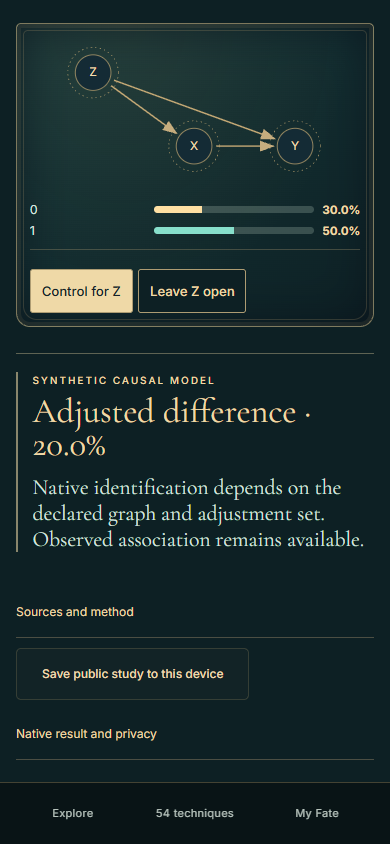 Z
X
Y
0
30.0%
1
50.0%
Control for Z
Leave Z open
SYNTHETIC CAUSAL MODEL
Adjusted difference ·
20.0%
Native identification depends on the
declared graph and adjustment set.
Observed association remains available.
Sources and method
Save public study to this device
Native result and privacy
Explore
54 techniques
My Fate